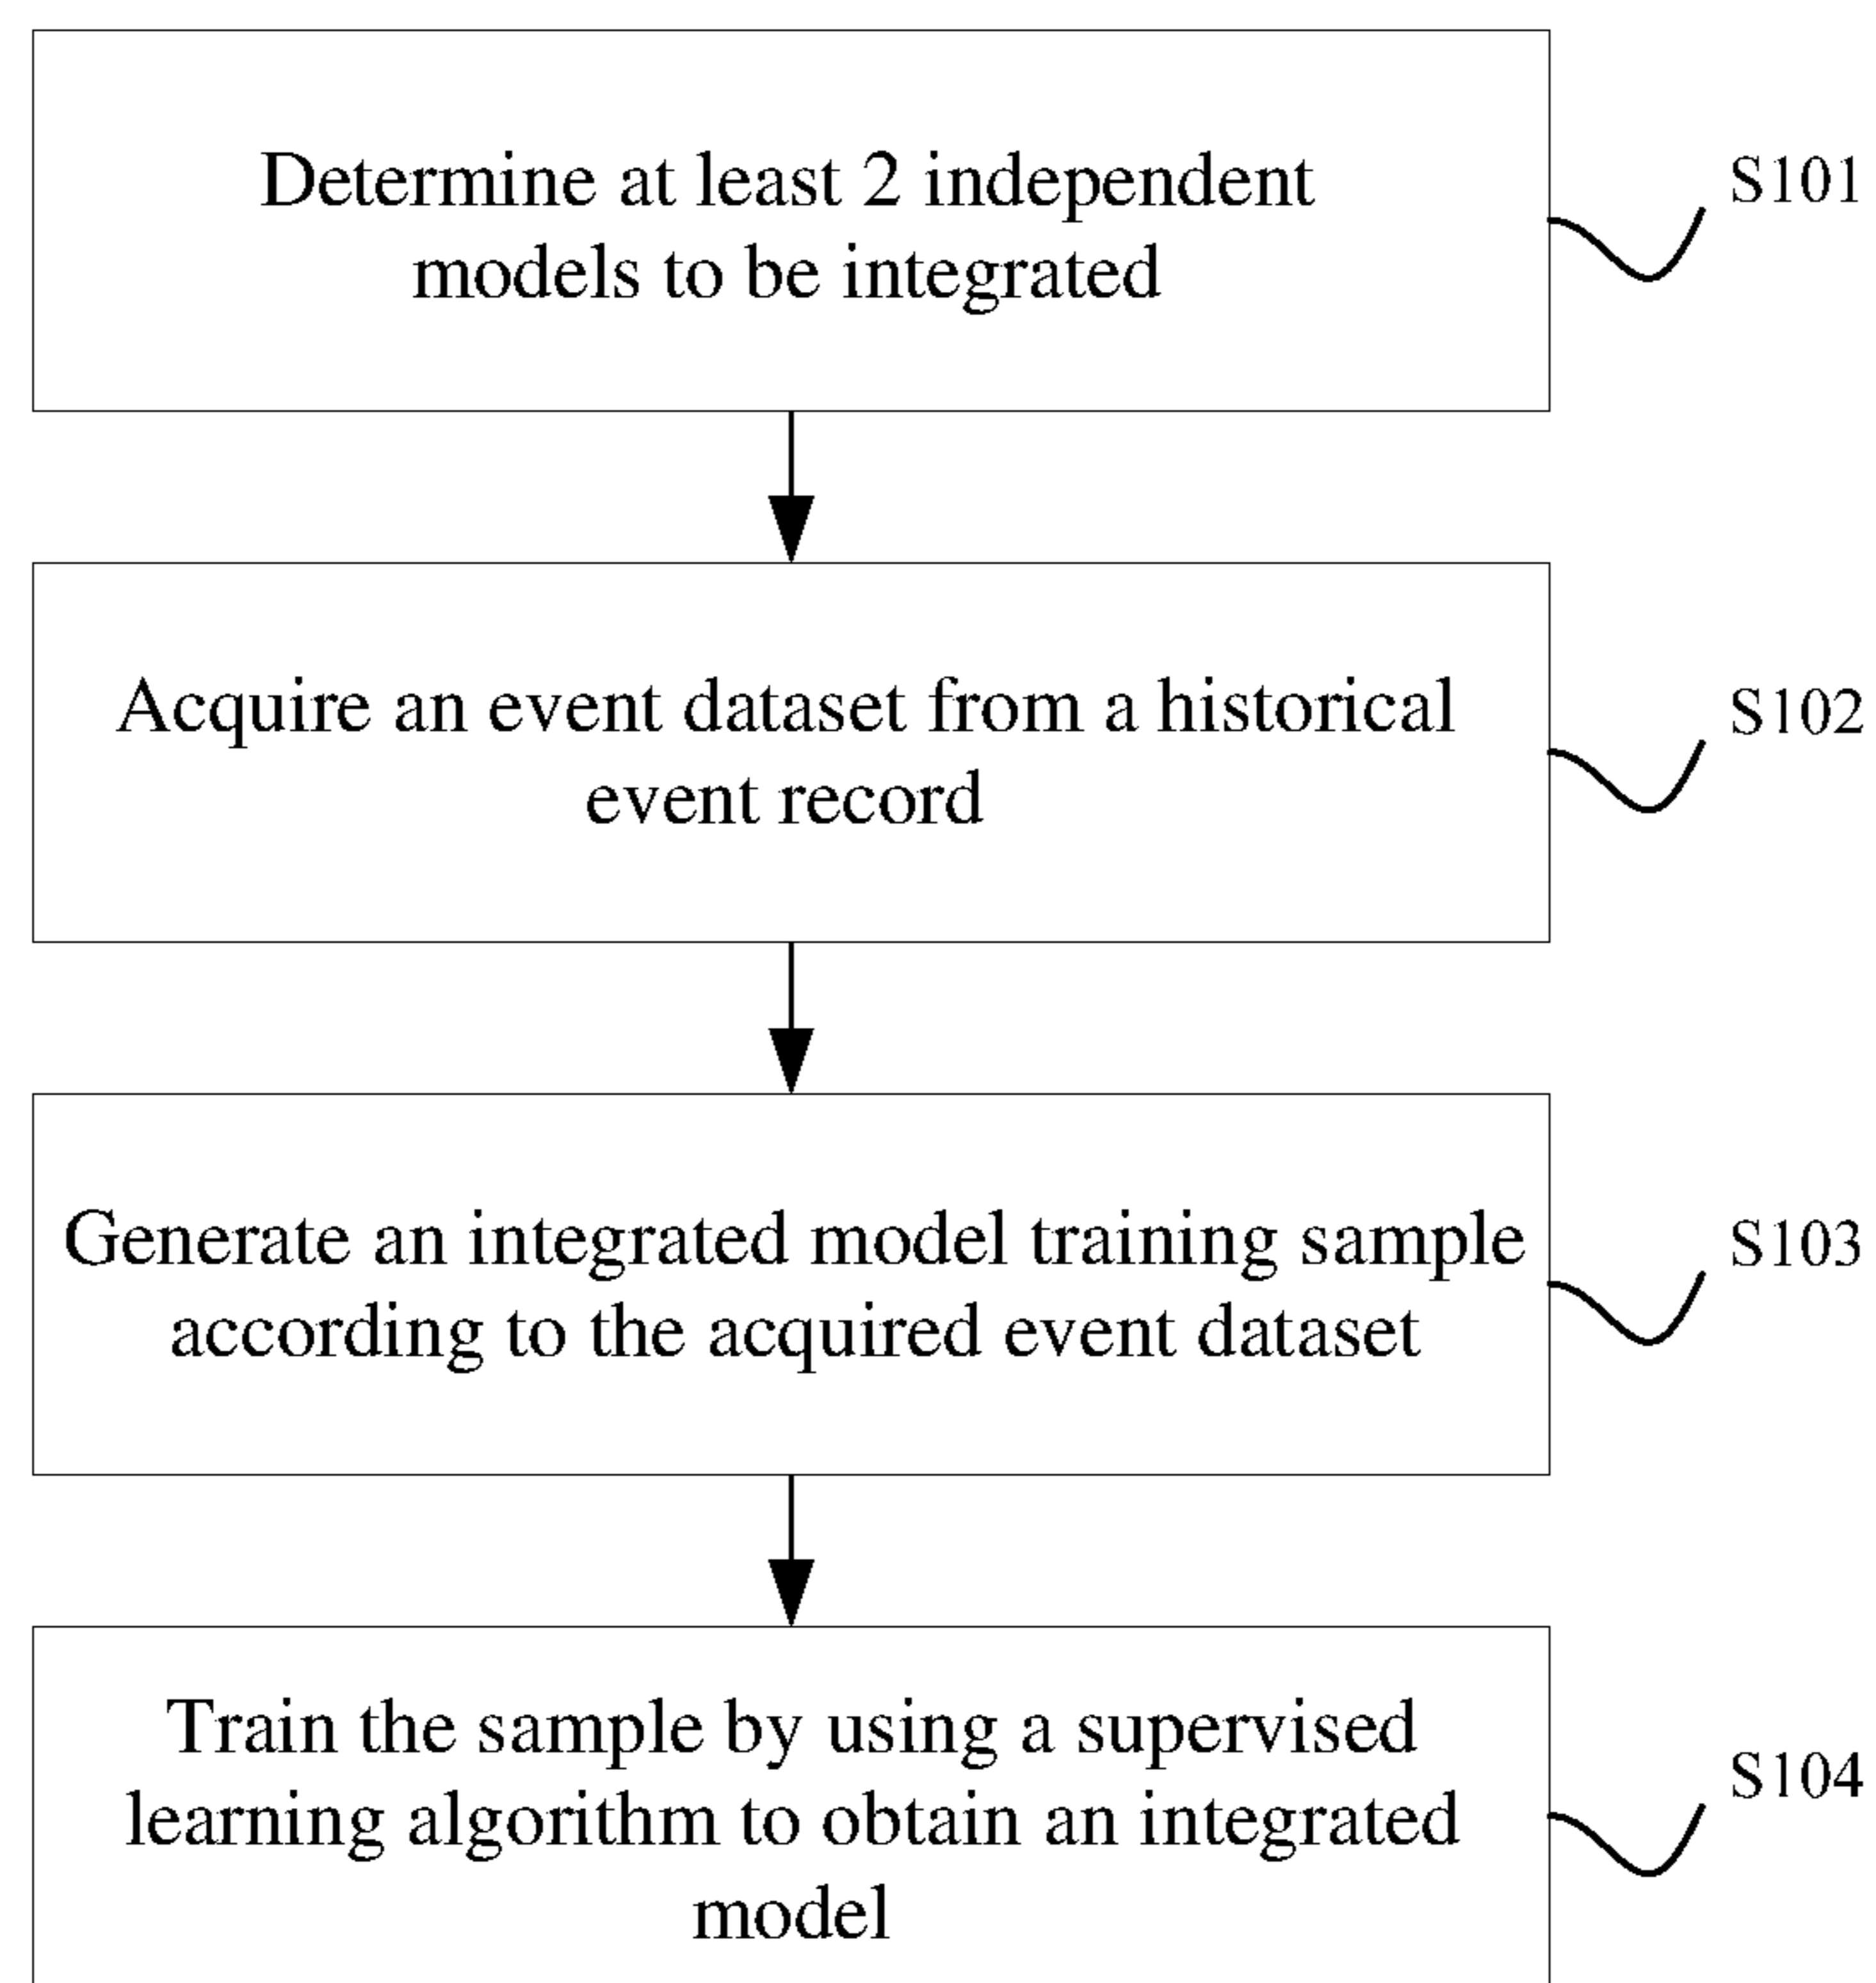 Determine at least 2 independent
models to be integrated
S101
Acquire an event dataset from a historical
event record
S102
Generate an integrated model training sample
according to the acquired event dataset
S103
Train the sample by using a supervised
learning algorithm to obtain an integrated
model
S104